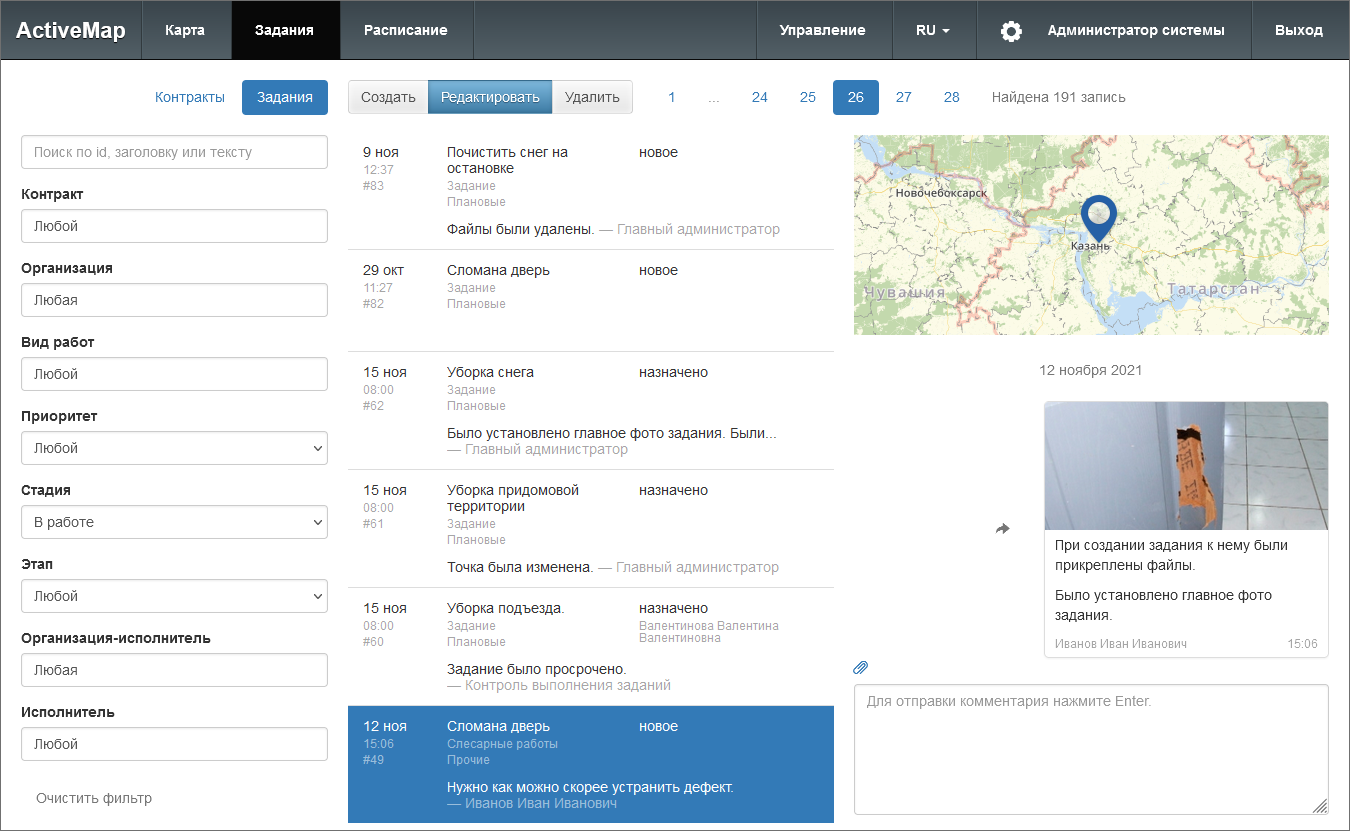 ActiveMap
Карта
Задания
Расписание
Управление
RU
Администратор системы
Выход
Контракты
Задания
Создать
Редактировать
Удалить
1
...
24
25
26
27
28
Найдена 191 запись
Поиск по id, заголовку или тексту
Контракт
Любой
Организация
Любая
Вид работ
Любой
Приоритет
Любой
Стадия
В работе
Этап
Любой
Организация-исполнитель
Любая
Исполнитель
Любой
Очистить фильтр
9 ноя
12:37
#83
Почистить снег на
остановке
Задание
Плановые
новое
Файлы были удалены. — Главный администратор
29 окт
11:27
#82
Сломана дверь
Задание
Плановые
новое
15 ноя
08:00
#62
Уборка снега
Задание
Плановые
назначено
Было установлено главное фото задания. Были...
— Главный администратор
15 ноя
08:00
#61
Уборка придомовой
территории
Задание
Плановые
назначено
Точка была изменена. — Главный администратор
15 ноя
08:00
#60
Уборка подъезда.
Задание
Плановые
назначено
Валентинова Валентина
Валентиновна
Задание было просрочено.
— Контроль выполнения заданий
12 ноя
15:06
#49
Сломана дверь
Слесарные работы
Прочие
новое
Нужно как можно скорее устранить дефект.
— Иванов Иван Иванович
Новочебоксарск
Казань
Чувашия
Татарстан
12 ноября 2021
При создании задания к нему были
прикреплены файлы.
Было установлено главное фото
задания.
Иванов Иван Иванович
15:06
Для отправки комментария нажмите Enter.